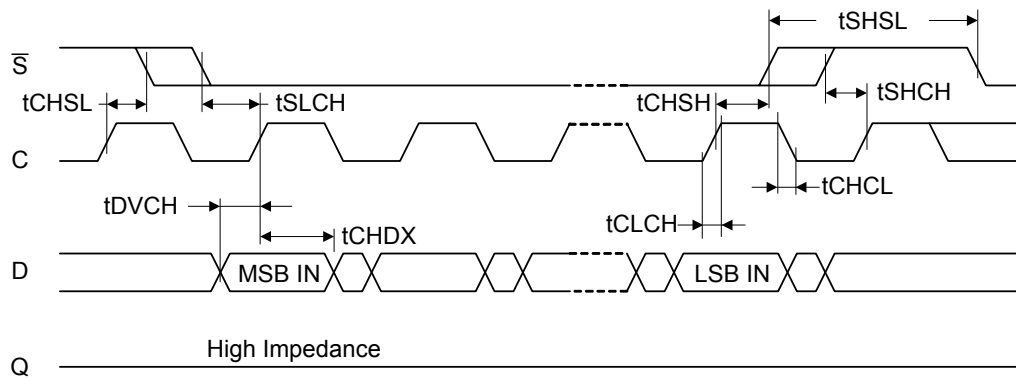 tSHSL
S̅
tCHSL
tSLCH
tCHSH
tSHCH
C
tDVCH
tCHDX
tCLCH
tCHCL
D
MSB IN
LSB IN
High Impedance
Q